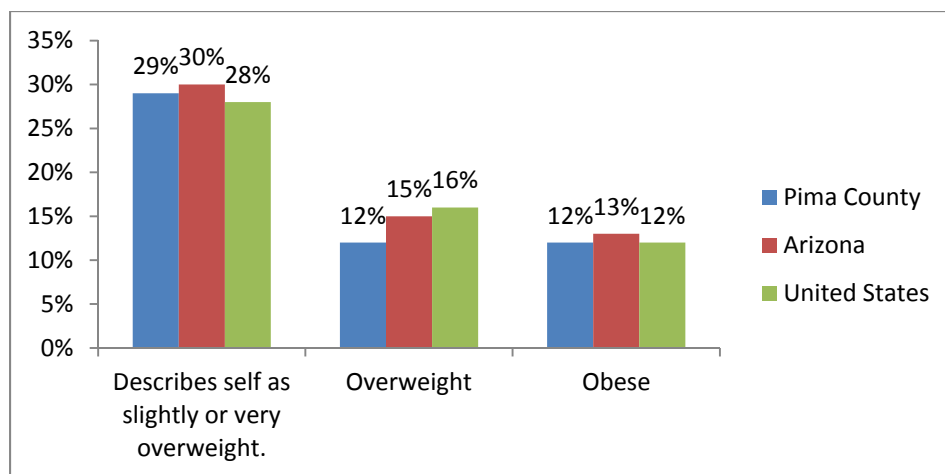 35%
30%
25%
20%
15%
10%
5%
0%
29%
30%
28%
12%
15%
16%
12%
13%
12%
Describes self as
slightly or very
overweight.
Overweight
Obese
Pima County
Arizona
United States